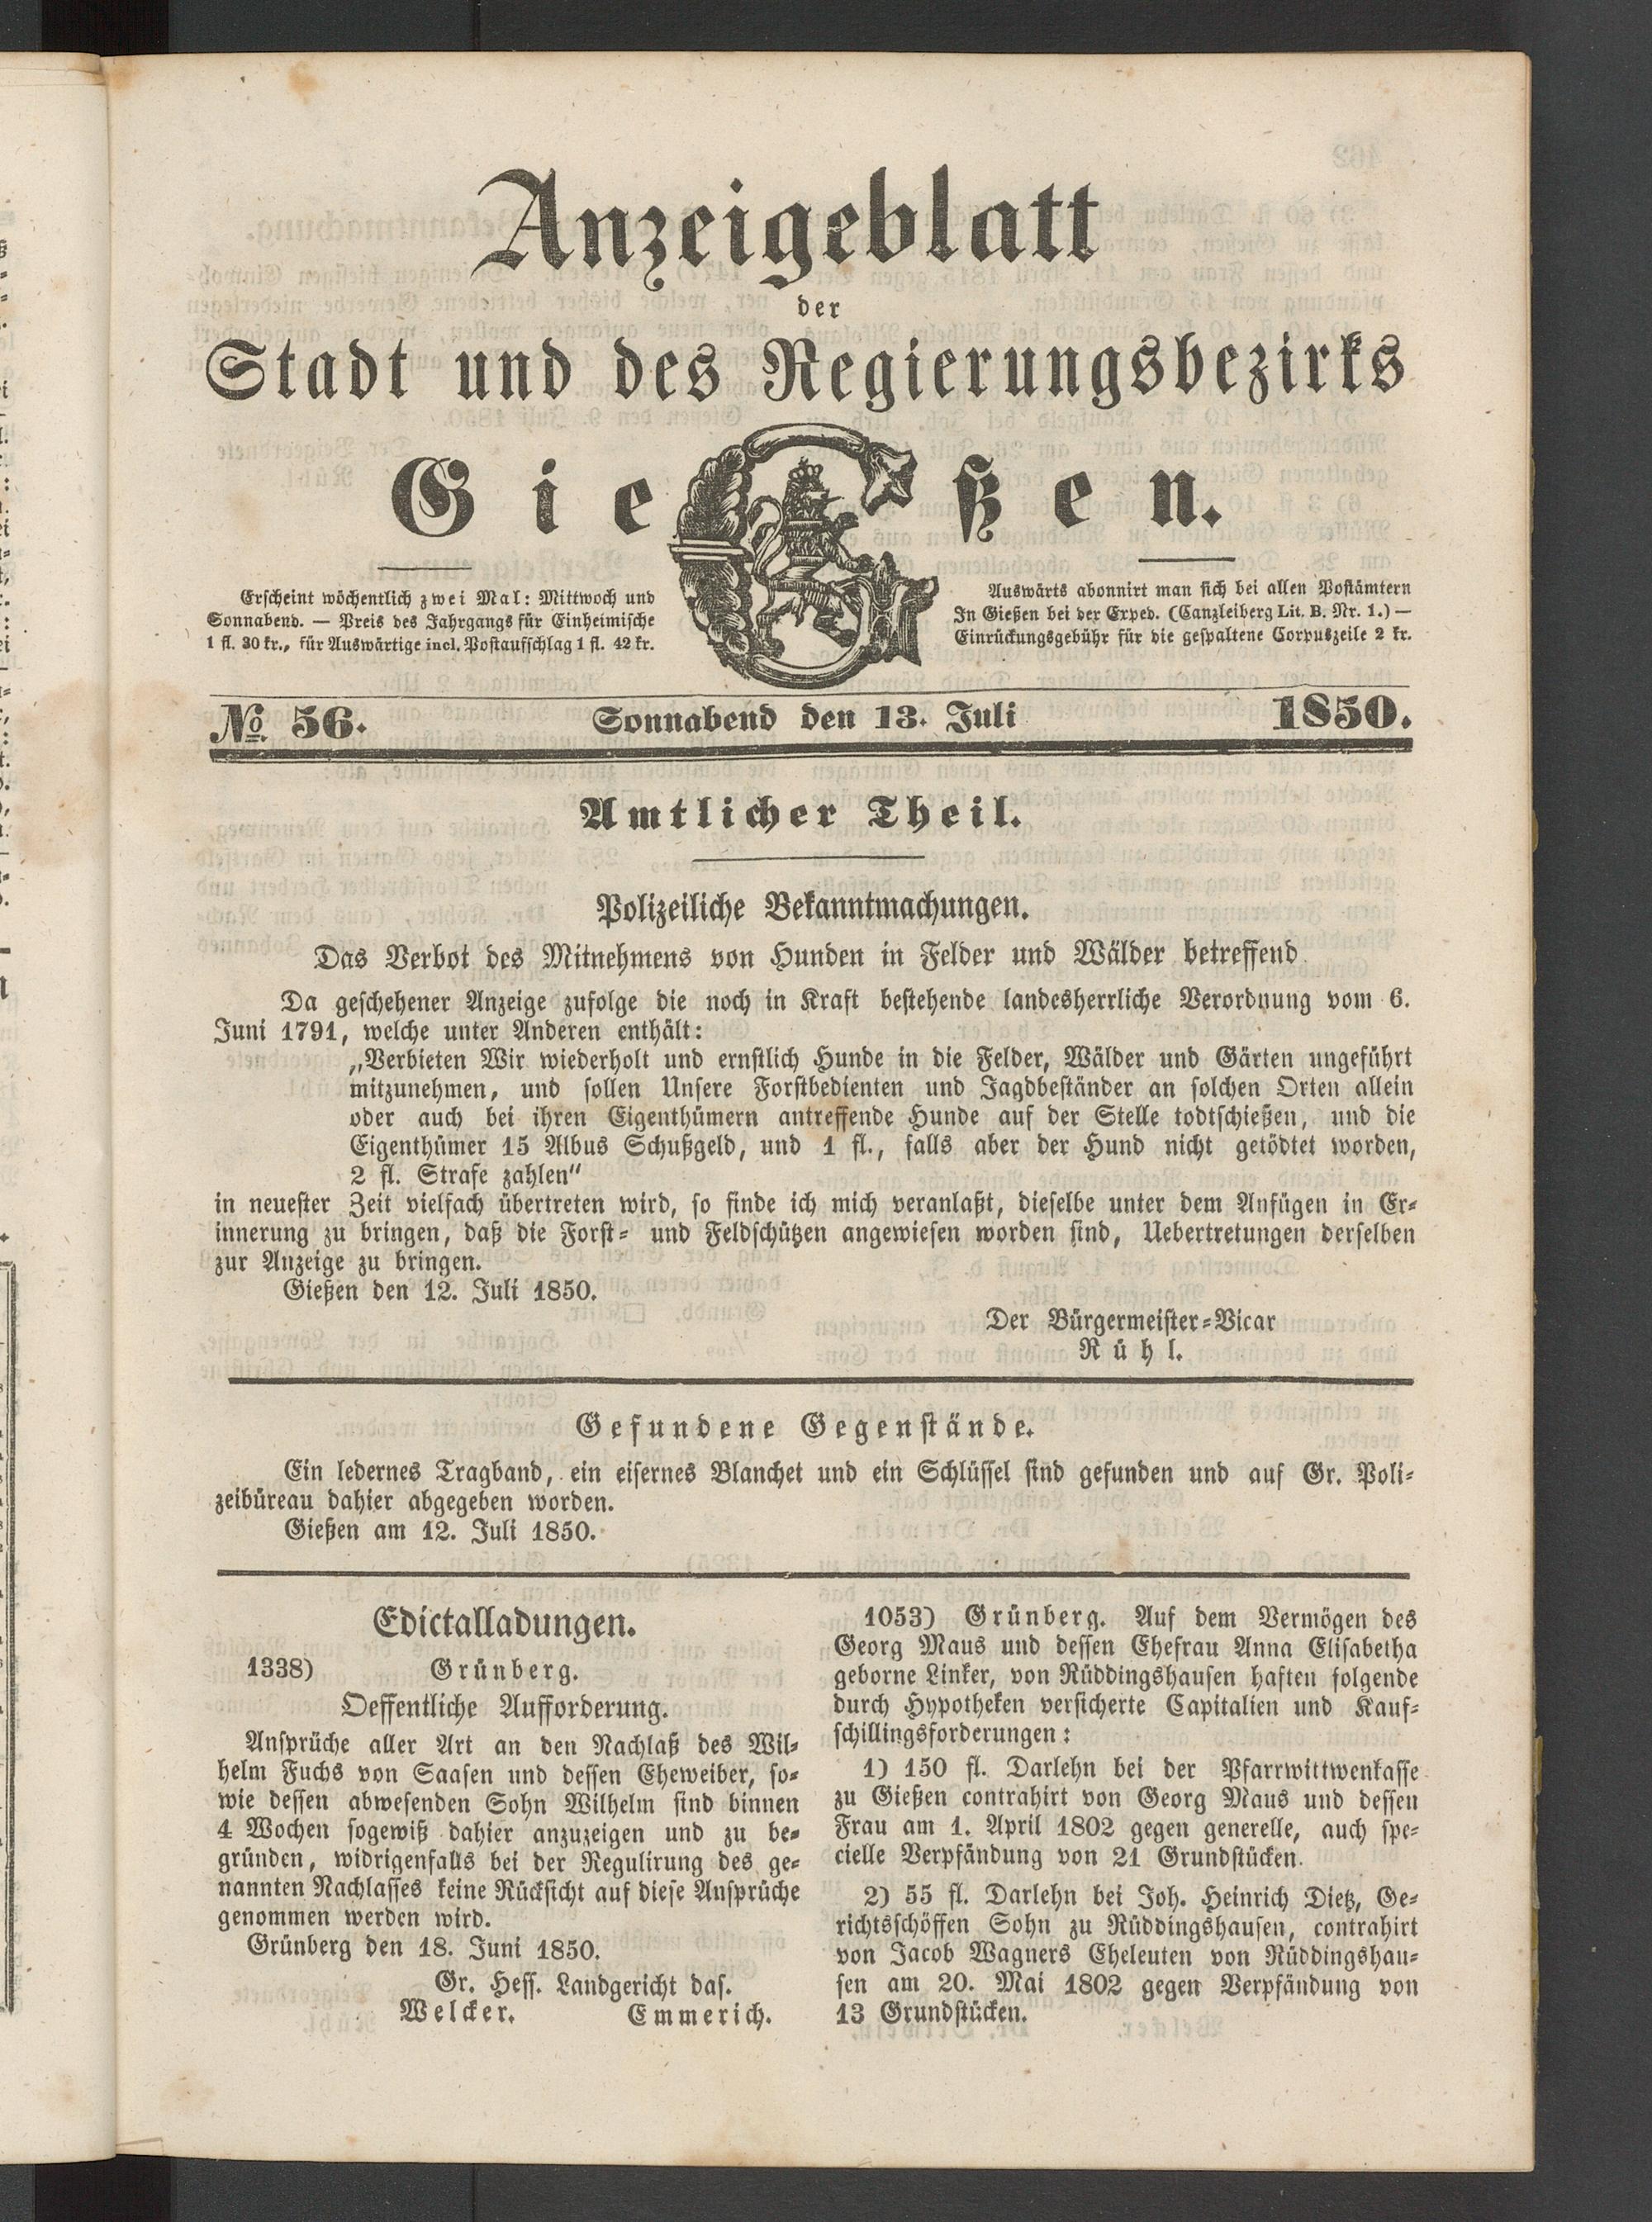 Anzeigeblatt
der
Stadt und des Regierungsbezirks
Gießen.
Erscheint wöchentlich zwei Mal: Mittwoch und
Sonnabend. — Preis des Jahrgangs für Einheimische
1 fl. 30 kr., für Auswärtige incl. Postaufschlag 1 fl. 42 kr.
Auswärts abonnirt man sich bei allen Postämtern
In Gießen bei der Exped. (Canzleiberg Lit. B. Nr. 1.) —
Einrückungsgebühr für die gespaltene Corpuszeile 2 kr.
No. 56. Sonnabend den 13. Juli 1850.
Amtlicher Theil.
Polizeiliche Bekanntmachungen.
Das Verbot des Mitnehmens von Hunden in Felder und Wälder betreffend
Da geschehener Anzeige zufolge die noch in Kraft bestehende landesherrliche Verordnung vom 6.
Juni 1791, welche unter Anderen enthält:
„Verbieten Wir wiederholt und ernstlich Hunde in die Felder, Wälder und Gärten ungeführt
mitzunehmen, und sollen Unsere Forstbedienten und Jagdbeständer an solchen Orten allein
oder auch bei ihren Eigenthümern antreffende Hunde auf der Stelle todtschießen, und die
Eigenthümer 15 Albus Schußgeld, und 1 fl., falls aber der Hund nicht getödtet worden,
2 fl. Strafe zahlen“
in neuester Zeit vielfach übertreten wird, so finde ich mich veranlaßt, dieselbe unter dem Anfügen in Er-
innerung zu bringen, daß die Forst- und Feldschützen angewiesen worden sind, Uebertretungen derselben
zur Anzeige zu bringen.
Gießen den 12. Juli 1850.
Der Bürgermeister-Vicar
Rühl.
Gefundene Gegenstände.
Ein ledernes Tragband, ein eisernes Blanchet und ein Schlüssel sind gefunden und auf Gr. Poli-
zeibüreau dahier abgegeben worden.
Gießen am 12. Juli 1850.
Edictalladungen.
1338) Grünberg.
Oeffentliche Aufforderung.
Ansprüche aller Art an den Nachlaß des Wil-
helm Fuchs von Saasen und dessen Eheweiber, so-
wie dessen abwesenden Sohn Wilhelm sind binnen
4 Wochen sogewiß dahier anzuzeigen und zu be-
gründen, widrigenfalls bei der Regulirung des ge-
nannten Nachlasses keine Rücksicht auf diese Ansprüche
genommen werden wird.
Grünberg den 18. Juni 1850.
Gr. Hess. Landgericht das.
Welcker. Emmerich.
1053) Grünberg. Auf dem Vermögen des
Georg Maus und dessen Ehefrau Anna Elisabetha
geborne Linker, von Rüddingshausen haften folgende
durch Hypotheken versicherte Capitalien und Kauf-
schillingsforderungen:
1) 150 fl. Darlehn bei der Pfarrwittwenkasse
zu Gießen contrahirt von Georg Maus und dessen
Frau am 1. April 1802 gegen generelle, auch spe-
cielle Verpfändung von 21 Grundstücken.
2) 55 fl. Darlehn bei Joh. Heinrich Dietz, Ge-
richtsschöffen Sohn zu Rüddingshausen, contrahirt
von Jacob Wagners Eheleuten von Rüddingshau-
sen am 20. Mai 1802 gegen Verpfändung von
13 Grundstücken.